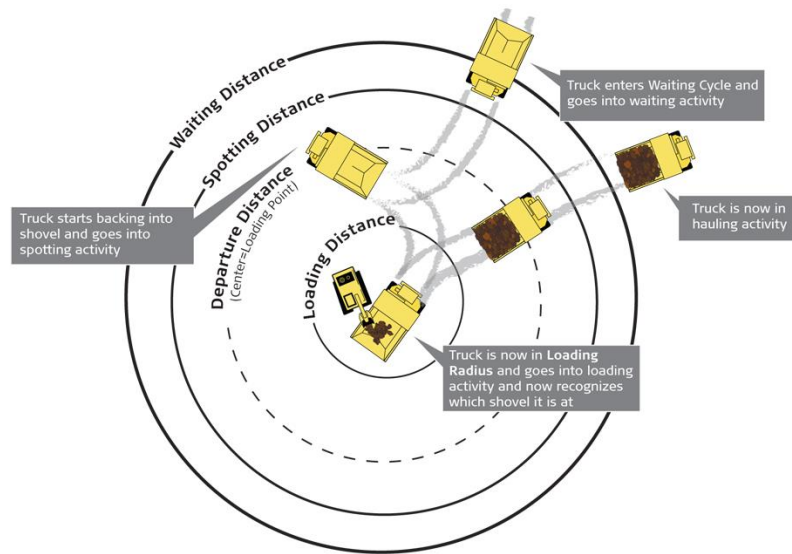 Waiting Distance
Spotting Distance
Departure Distance
(Center=Loading Point)
Loading Distance
Truck enters Waiting Cycle and
goes into waiting activity
Truck is now in
hauling activity
Truck starts backing into
shovel and goes into
spotting activity
Truck is now in Loading
Radius and goes into loading
activity and now recognizes
which shovel it is at